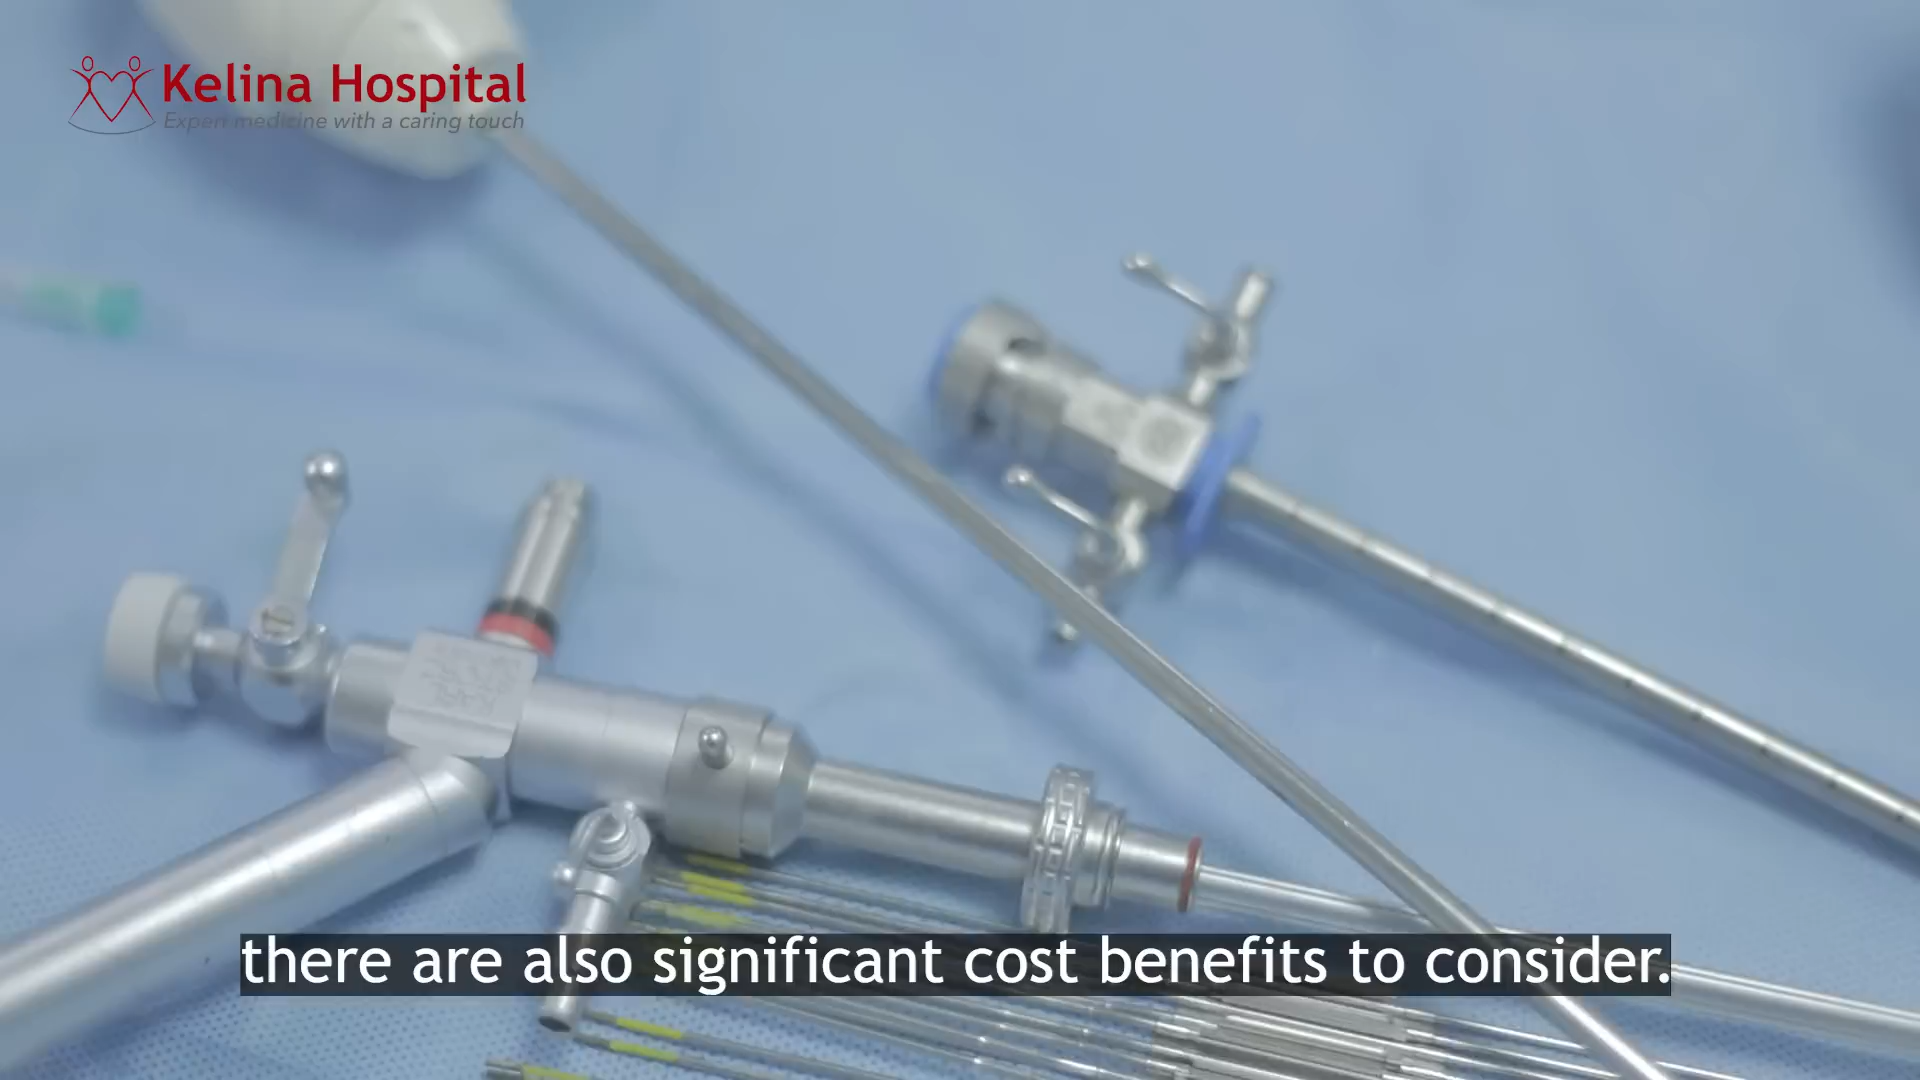 Kelina Hospital
Expert medicine with a caring touch
there are also significant cost benefits to consider.